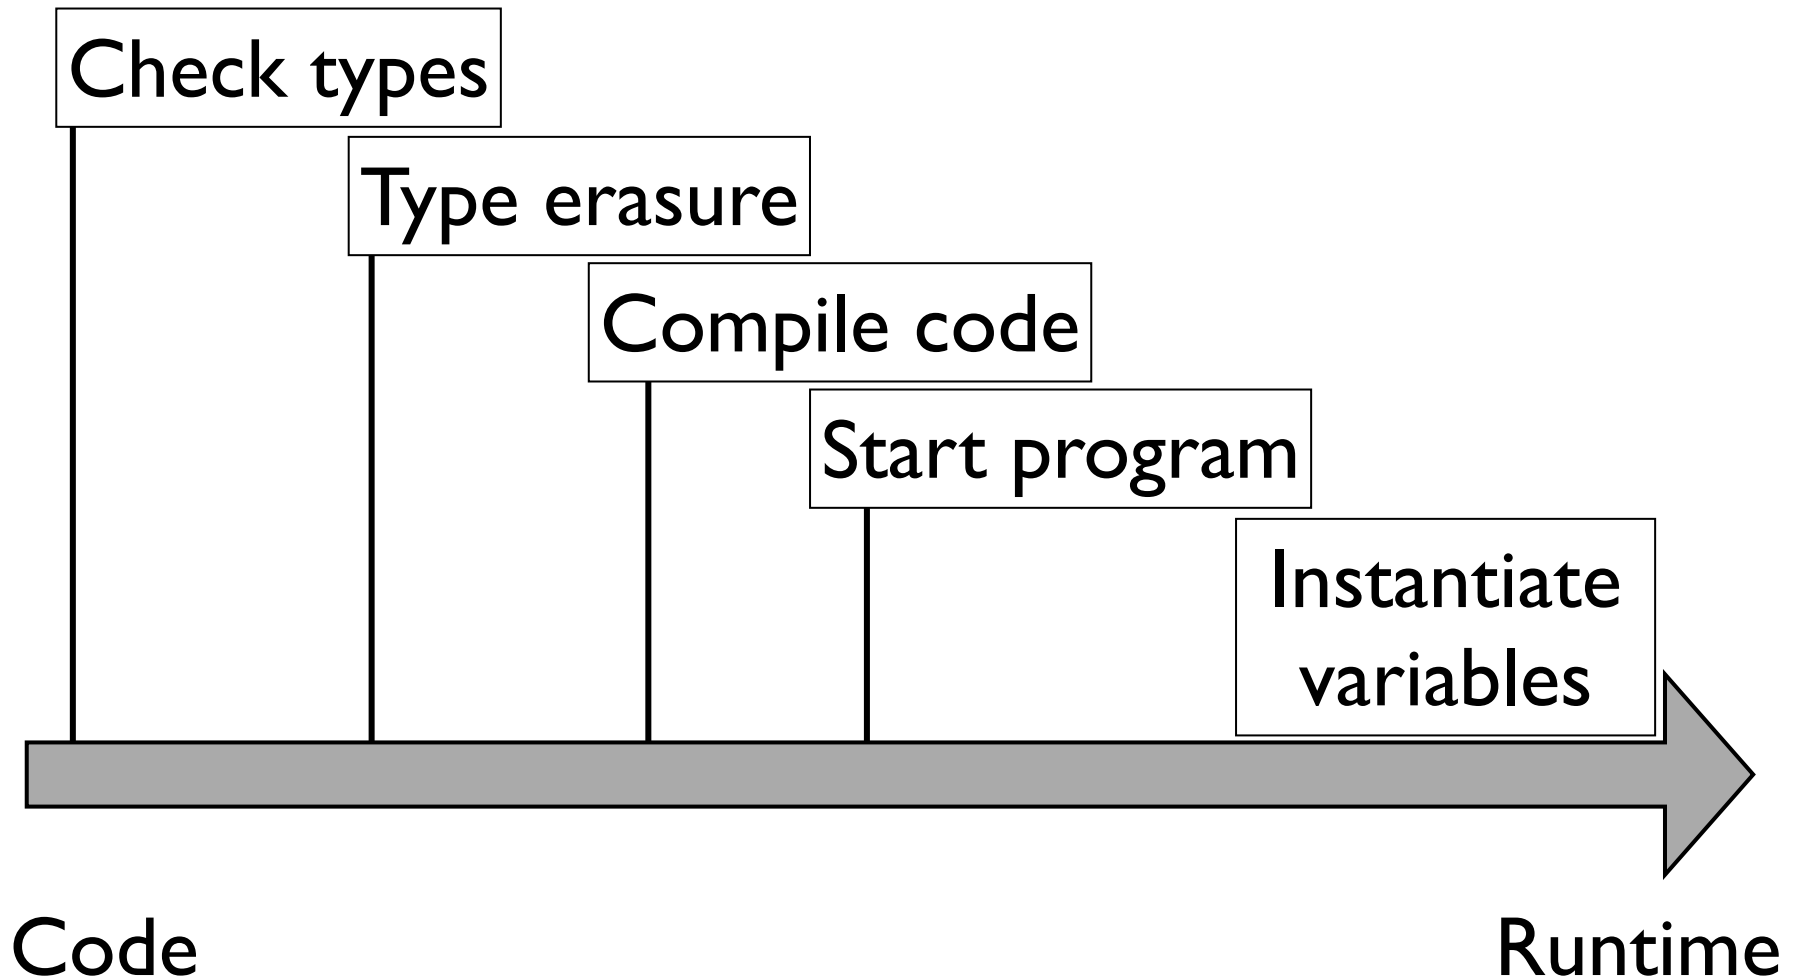 Check types
Type erasure
Compile code
Start program
Instantiate
variables
Code
Runtime